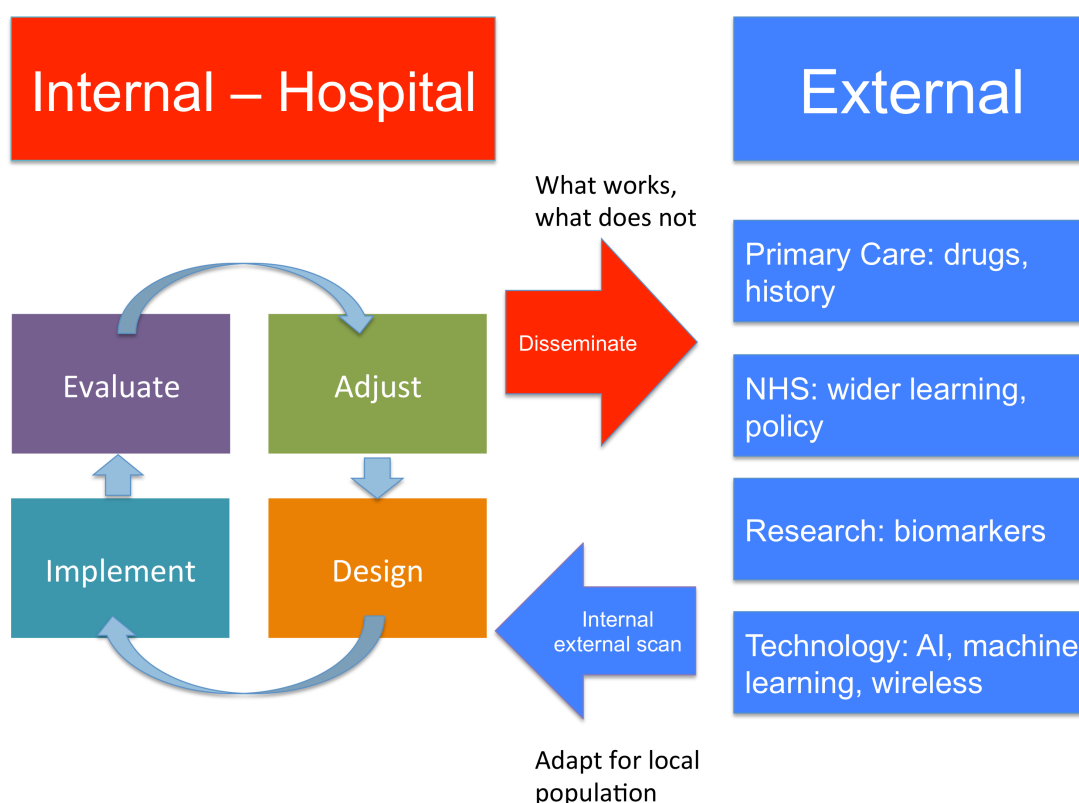 Internal – Hospital
External
What works,
what does not
Primary Care: drugs,
history
Evaluate
Adjust
Disseminate
NHS: wider learning,
policy
Implement
Design
Research: biomarkers
Internal
external scan
Technology: AI, machine
learning, wireless
Adapt for local
population